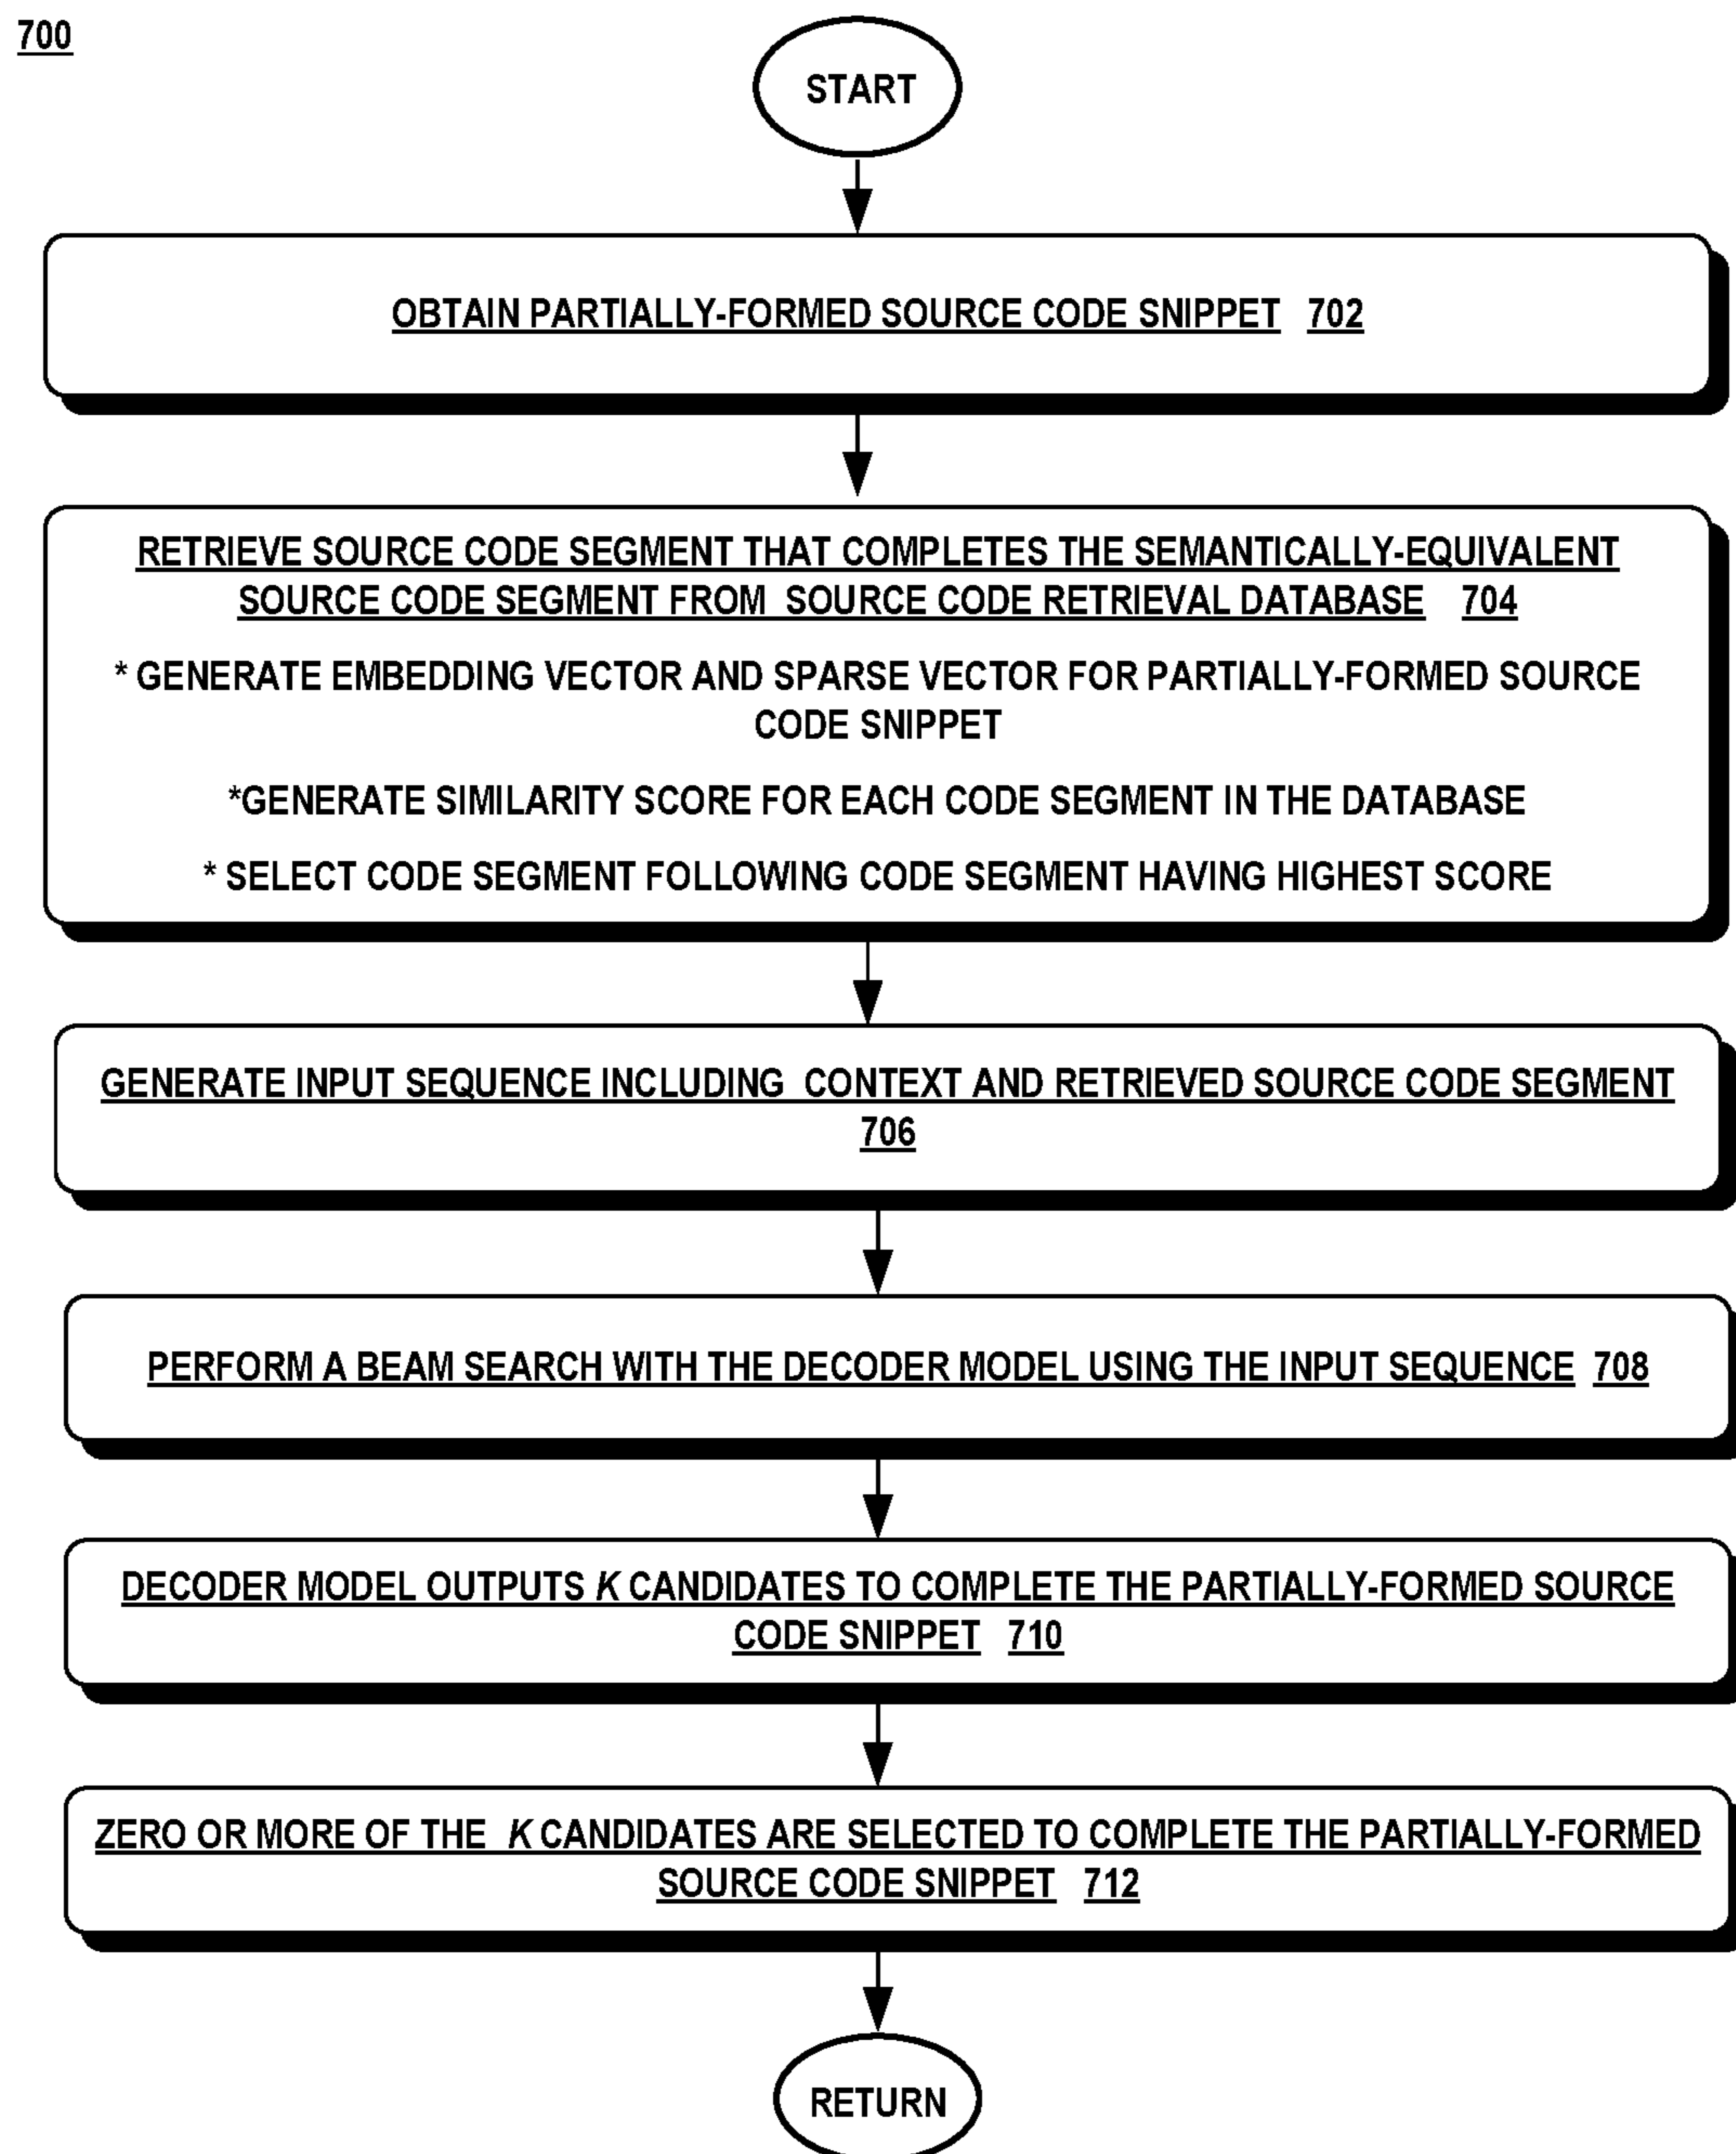 700
START
OBTAIN PARTIALLY-FORMED SOURCE CODE SNIPPET 702
RETRIEVE SOURCE CODE SEGMENT THAT COMPLETES THE SEMANTICALLY-EQUIVALENT
SOURCE CODE SEGMENT FROM SOURCE CODE RETRIEVAL DATABASE 704
* GENERATE EMBEDDING VECTOR AND SPARSE VECTOR FOR PARTIALLY-FORMED SOURCE
CODE SNIPPET
*GENERATE SIMILARITY SCORE FOR EACH CODE SEGMENT IN THE DATABASE
* SELECT CODE SEGMENT FOLLOWING CODE SEGMENT HAVING HIGHEST SCORE
GENERATE INPUT SEQUENCE INCLUDING CONTEXT AND RETRIEVED SOURCE CODE SEGMENT
706
PERFORM A BEAM SEARCH WITH THE DECODER MODEL USING THE INPUT SEQUENCE 708
DECODER MODEL OUTPUTS K CANDIDATES TO COMPLETE THE PARTIALLY-FORMED SOURCE
CODE SNIPPET 710
ZERO OR MORE OF THE K CANDIDATES ARE SELECTED TO COMPLETE THE PARTIALLY-FORMED
SOURCE CODE SNIPPET 712
RETURN